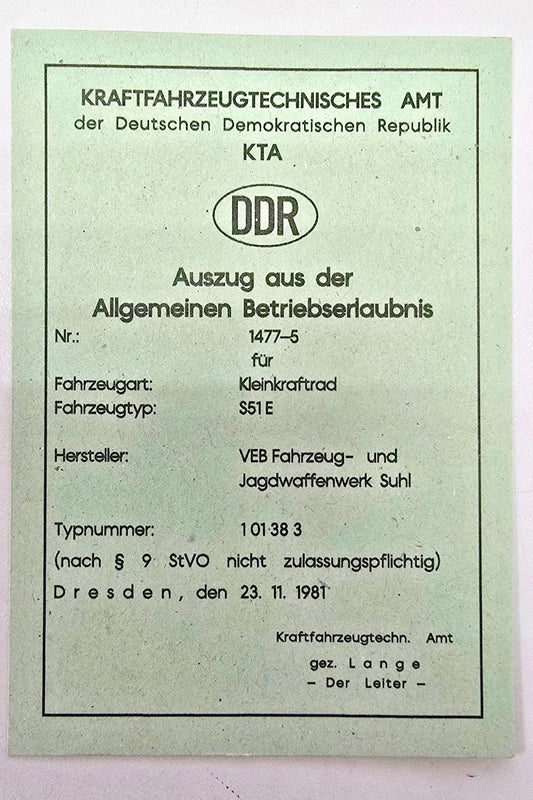 KRAFTFAHRZEUGTECHNISCHES AMT
der Deutschen Demokratischen Republik
KTA
DDR
Auszug aus der
Allgemeinen Betriebserlaubnis
Nr.: 1477–5
für
Fahrzeugart: Kleinkraftrad
Fahrzeugtyp: S51 E
Hersteller: VEB Fahrzeug- und
Jagdwaffenwerk Suhl
Typnummer: 1 01 38 3
(nach § 9 StVO nicht zulassungspflichtig)
Dresden, den 23. 11. 1981
Kraftfahrzeugtechn. Amt
gez. Lange
– Der Leiter –